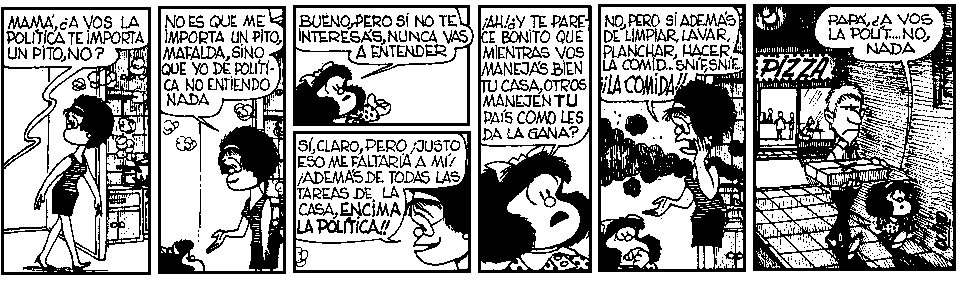 MAMÁ, ¿A VOS LA
POLÍTICA TE IMPORTA
UN PITO, NO?
NO ES QUE ME
IMPORTA UN PITO,
MAFALDA, SINO
QUE YO DE POLÍTI-
CA NO ENTIENDO
NADA
BUENO, PERO SI NO TE
INTERESÁS, NUNCA VAS
A ENTENDER
SÍ, CLARO, PERO ¡JUSTO
ESO ME FALTARÍA A MÍ!
¡ADEMÁS DE TODAS LAS
TAREAS DE LA
CASA, ENCIMA
LA POLÍTICA!!
¡AH! ¿Y TE PARE-
CE BONITO QUE
MIENTRAS VOS
MANEJÁS BIEN
TU CASA, OTROS
MANEJEN TU
PAÍS COMO LES
DA LA GANA?
NO, PERO SI ADEMÁS
DE LIMPIAR, LAVAR,
PLANCHAR, HACER
LA COMID.. SNIF, SNIF..
¡¡LA COMIDA!!
PAPÁ, ¿A VOS
LA POLIT... NO,
NADA
PIZZA